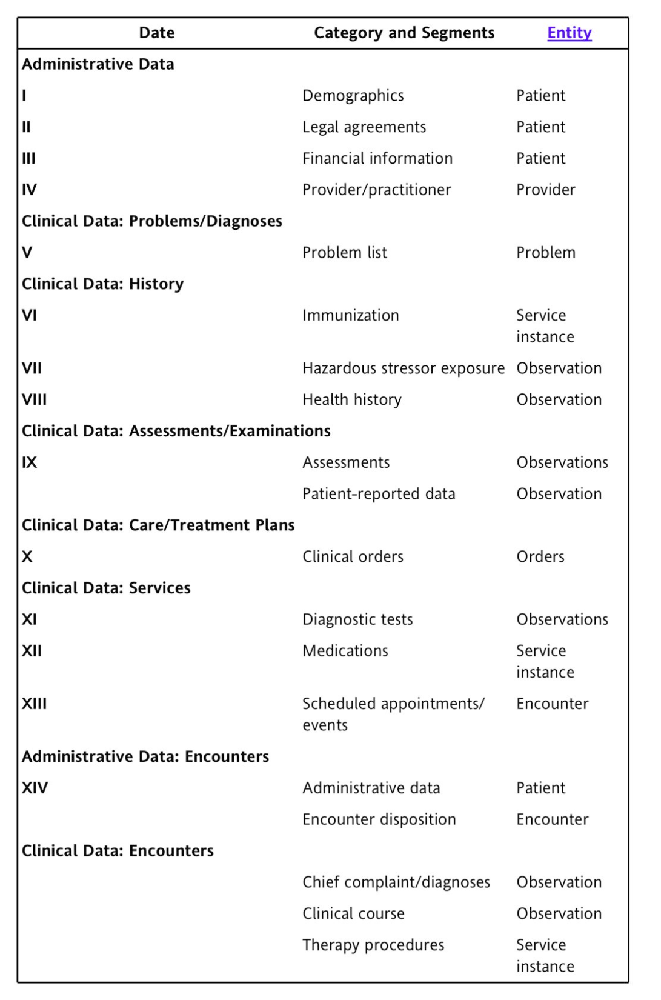 Date Category and Segments Entity
Administrative Data
I Demographics Patient
II Legal agreements Patient
III Financial information Patient
IV Provider/practitioner Provider
Clinical Data: Problems/Diagnoses
V Problem list Problem
Clinical Data: History
VI Immunization Service
instance
VII Hazardous stressor exposure Observation
VIII Health history Observation
Clinical Data: Assessments/Examinations
IX Assessments Observations
Patient-reported data Observation
Clinical Data: Care/Treatment Plans
X Clinical orders Orders
Clinical Data: Services
XI Diagnostic tests Observations
XII Medications Service
instance
XIII Scheduled appointments/ Encounter
events
Administrative Data: Encounters
XIV Administrative data Patient
Encounter disposition Encounter
Clinical Data: Encounters
Chief complaint/diagnoses Observation
Clinical course Observation
Therapy procedures Service
instance